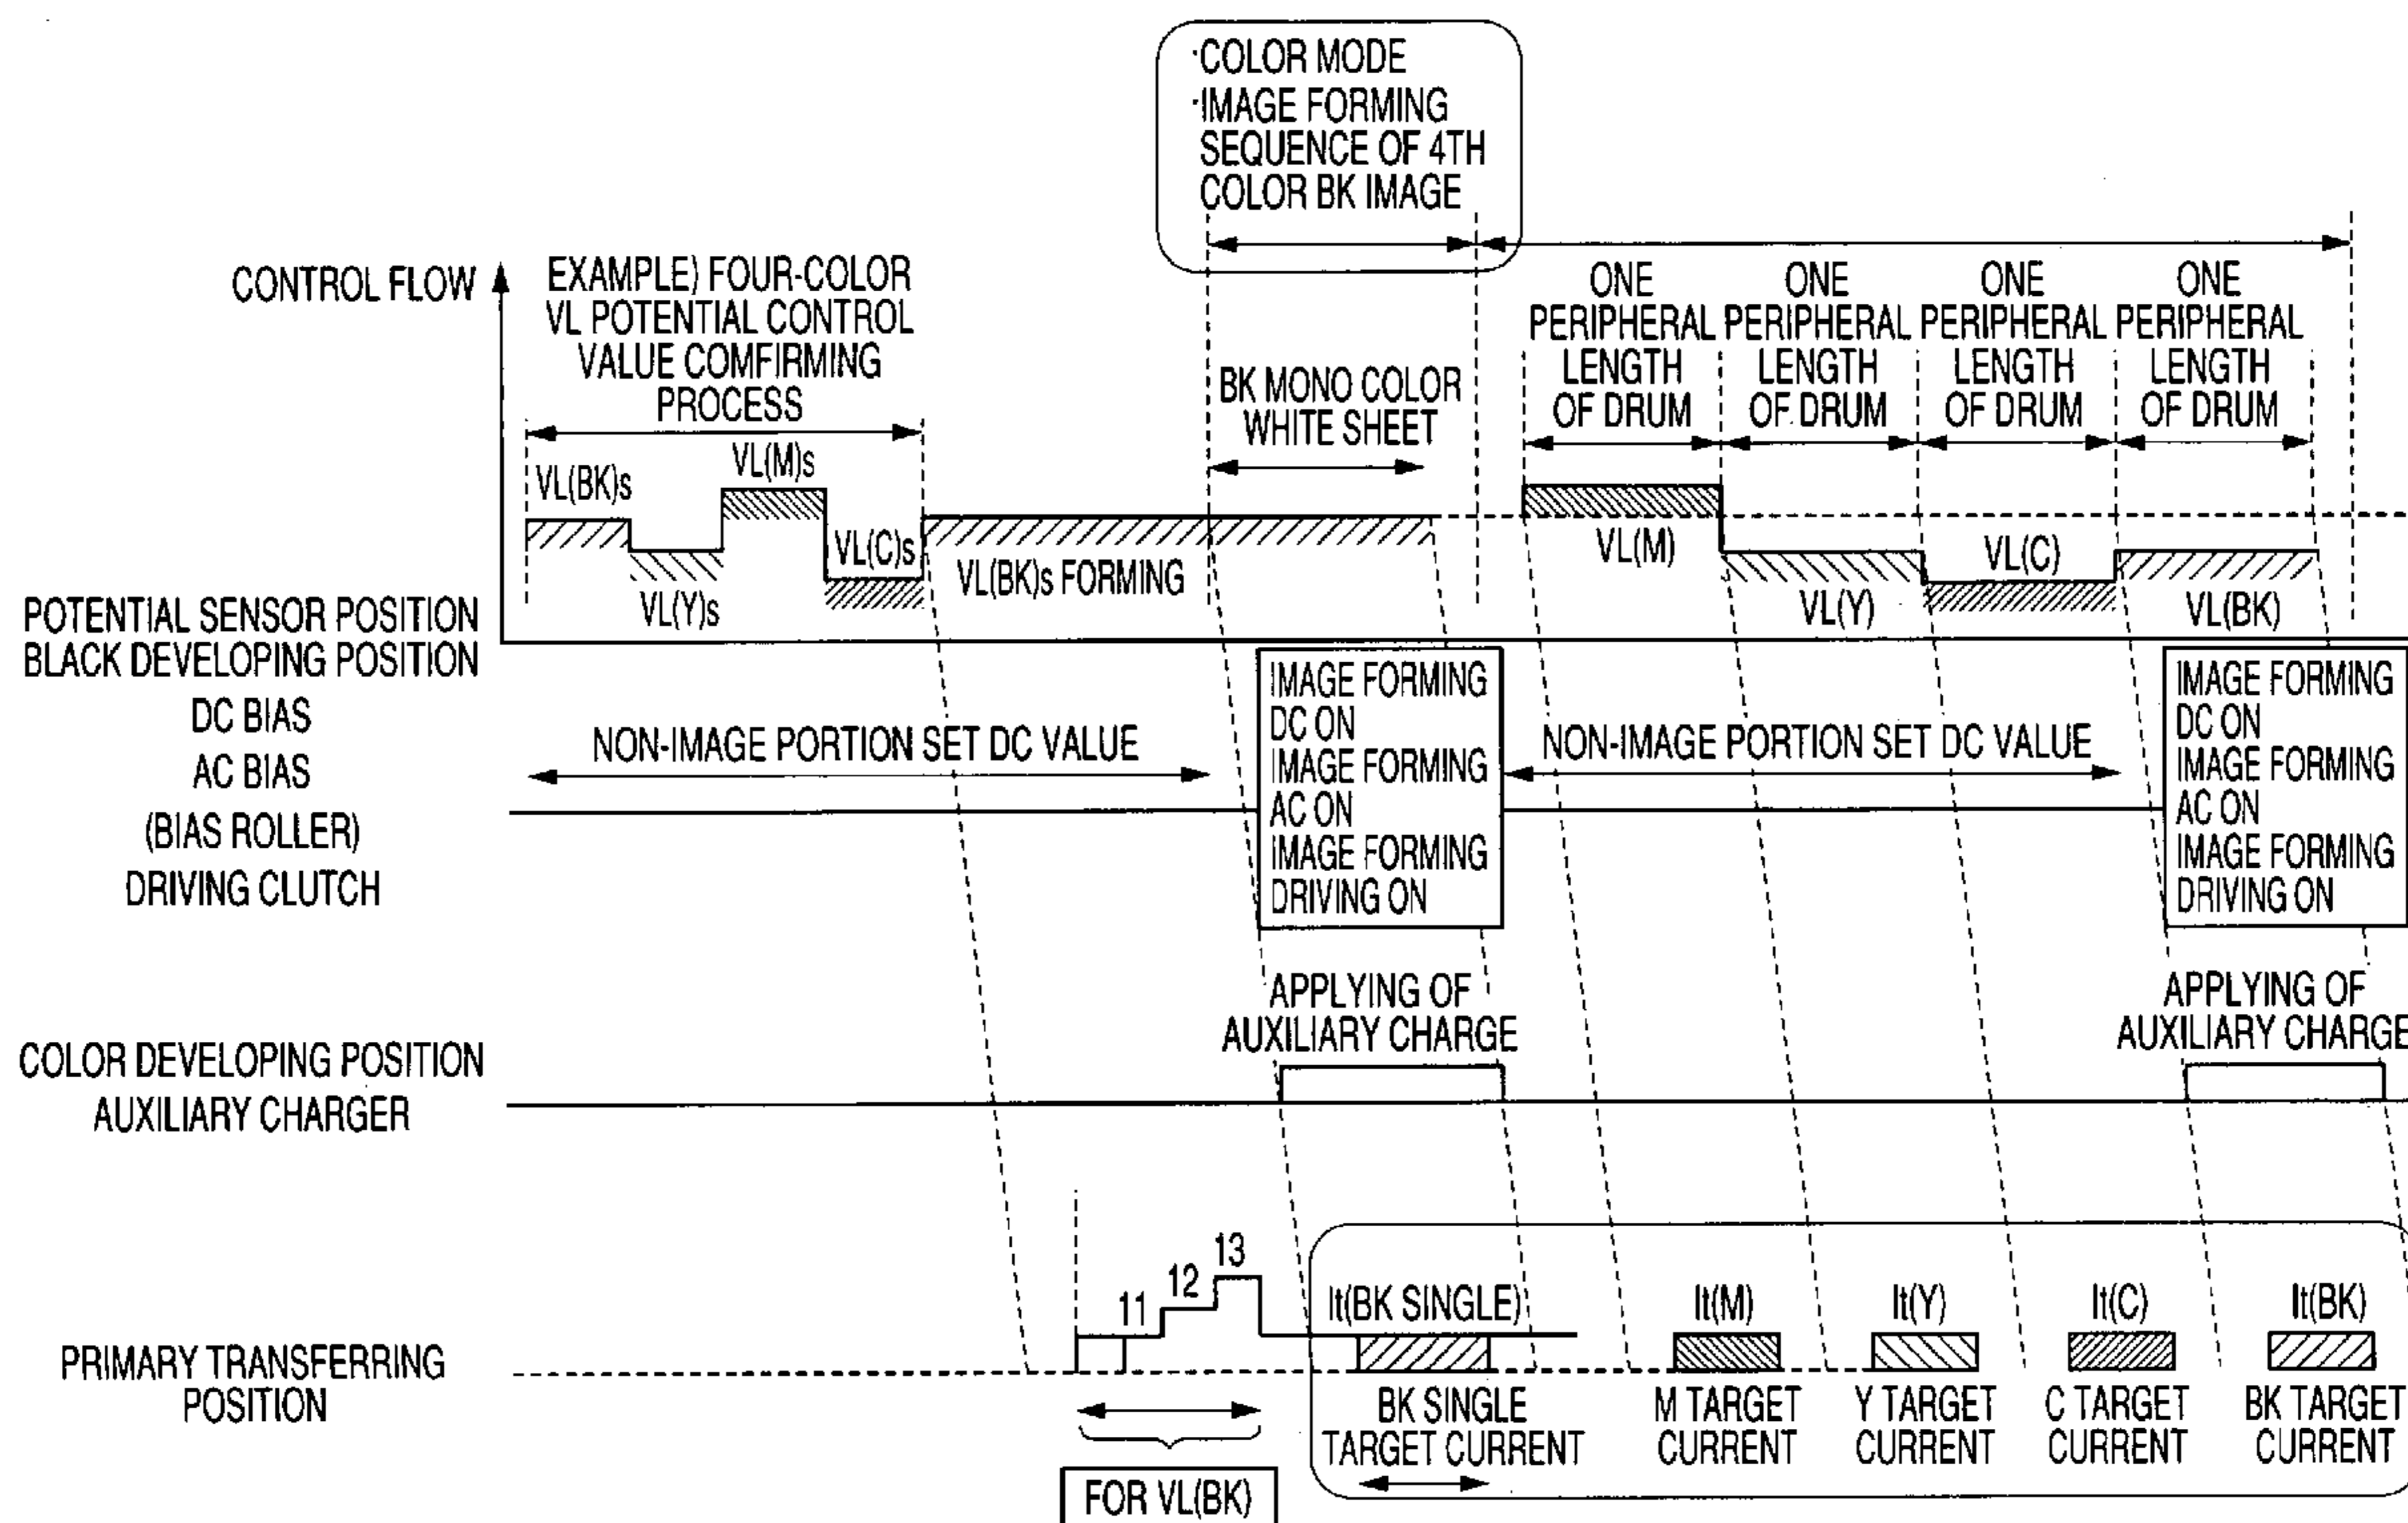 ·COLOR MODE
·IMAGE FORMING
SEQUENCE OF 4TH
COLOR BK IMAGE
CONTROL FLOW
EXAMPLE) FOUR-COLOR
VL POTENTIAL CONTROL
VALUE COMFIRMING
PROCESS
BK MONO COLOR
WHITE SHEET
ONE
PERIPHERAL
LENGTH
OF DRUM
ONE
PERIPHERAL
LENGTH
OF DRUM
ONE
PERIPHERAL
LENGTH
OF DRUM
ONE
PERIPHERAL
LENGTH
OF DRUM
VL(BK)s
VL(Y)s
VL(M)s
VL(C)s
VL(BK)s FORMING
VL(M)
VL(Y)
VL(C)
VL(BK)
POTENTIAL SENSOR POSITION
BLACK DEVELOPING POSITION
DC BIAS
AC BIAS
(BIAS ROLLER)
DRIVING CLUTCH
NON-IMAGE PORTION SET DC VALUE
IMAGE FORMING
DC ON
IMAGE FORMING
AC ON
IMAGE FORMING
DRIVING ON
NON-IMAGE PORTION SET DC VALUE
IMAGE FORMING
DC ON
IMAGE FORMING
AC ON
IMAGE FORMING
DRIVING ON
COLOR DEVELOPING POSITION
AUXILIARY CHARGER
APPLYING OF
AUXILIARY CHARGE
APPLYING OF
AUXILIARY CHARGE
PRIMARY TRANSFERRING
POSITION
11
12
13
FOR VL(BK)
It(BK SINGLE)
BK SINGLE
TARGET CURRENT
It(M)
M TARGET
CURRENT
It(Y)
Y TARGET
CURRENT
It(C)
C TARGET
CURRENT
It(BK)
BK TARGET
CURRENT